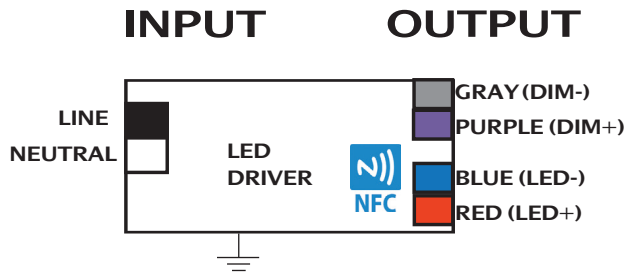 INPUT
OUTPUT
LINE
NEUTRAL
LED
DRIVER
NFC
GRAY (DIM-)
PURPLE (DIM+)
BLUE (LED-)
RED (LED+)